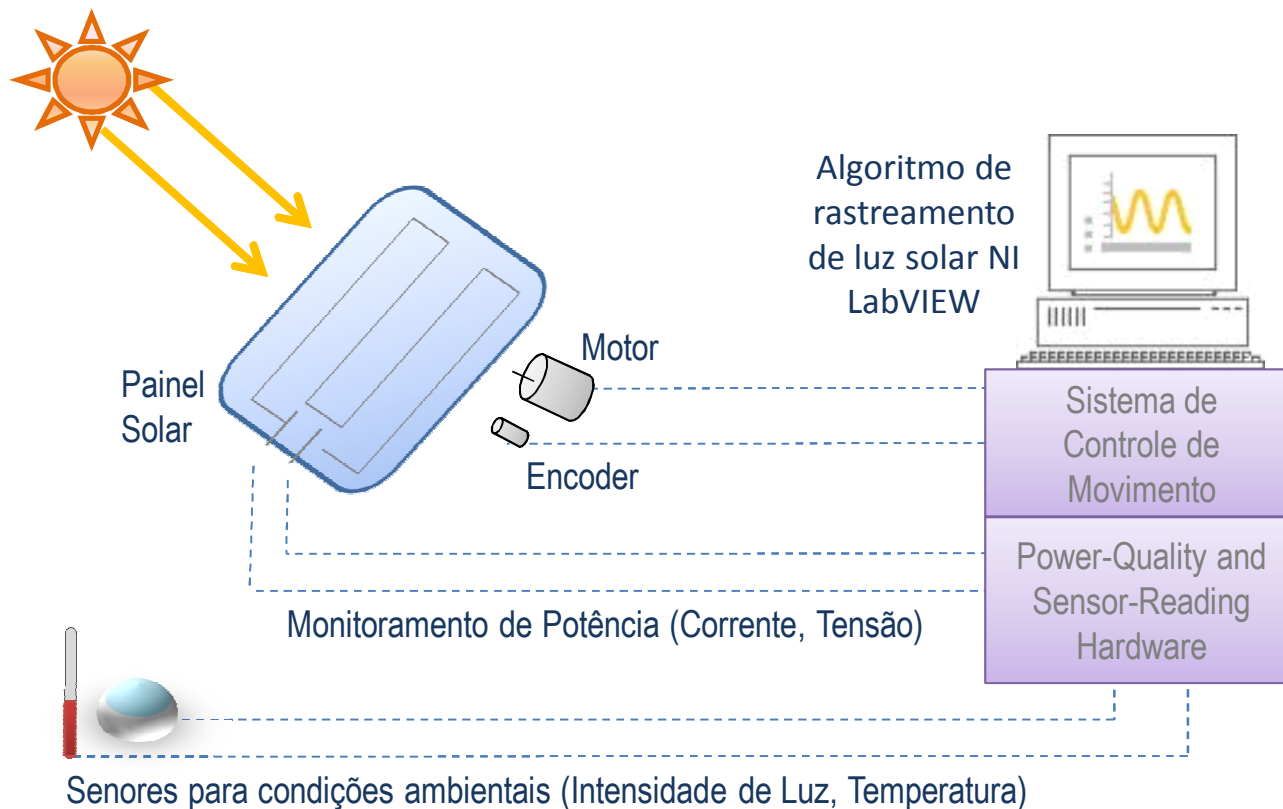 Algoritmo de
rastreamento
de luz solar NI
LabVIEW
Motor
Painel
Solar
Encoder
Sistema de
Controle de
Movimento
Power-Quality and
Sensor-Reading
Hardware
Monitoramento de Potência (Corrente, Tensão)
Senores para condições ambientais (Intensidade de Luz, Temperatura)